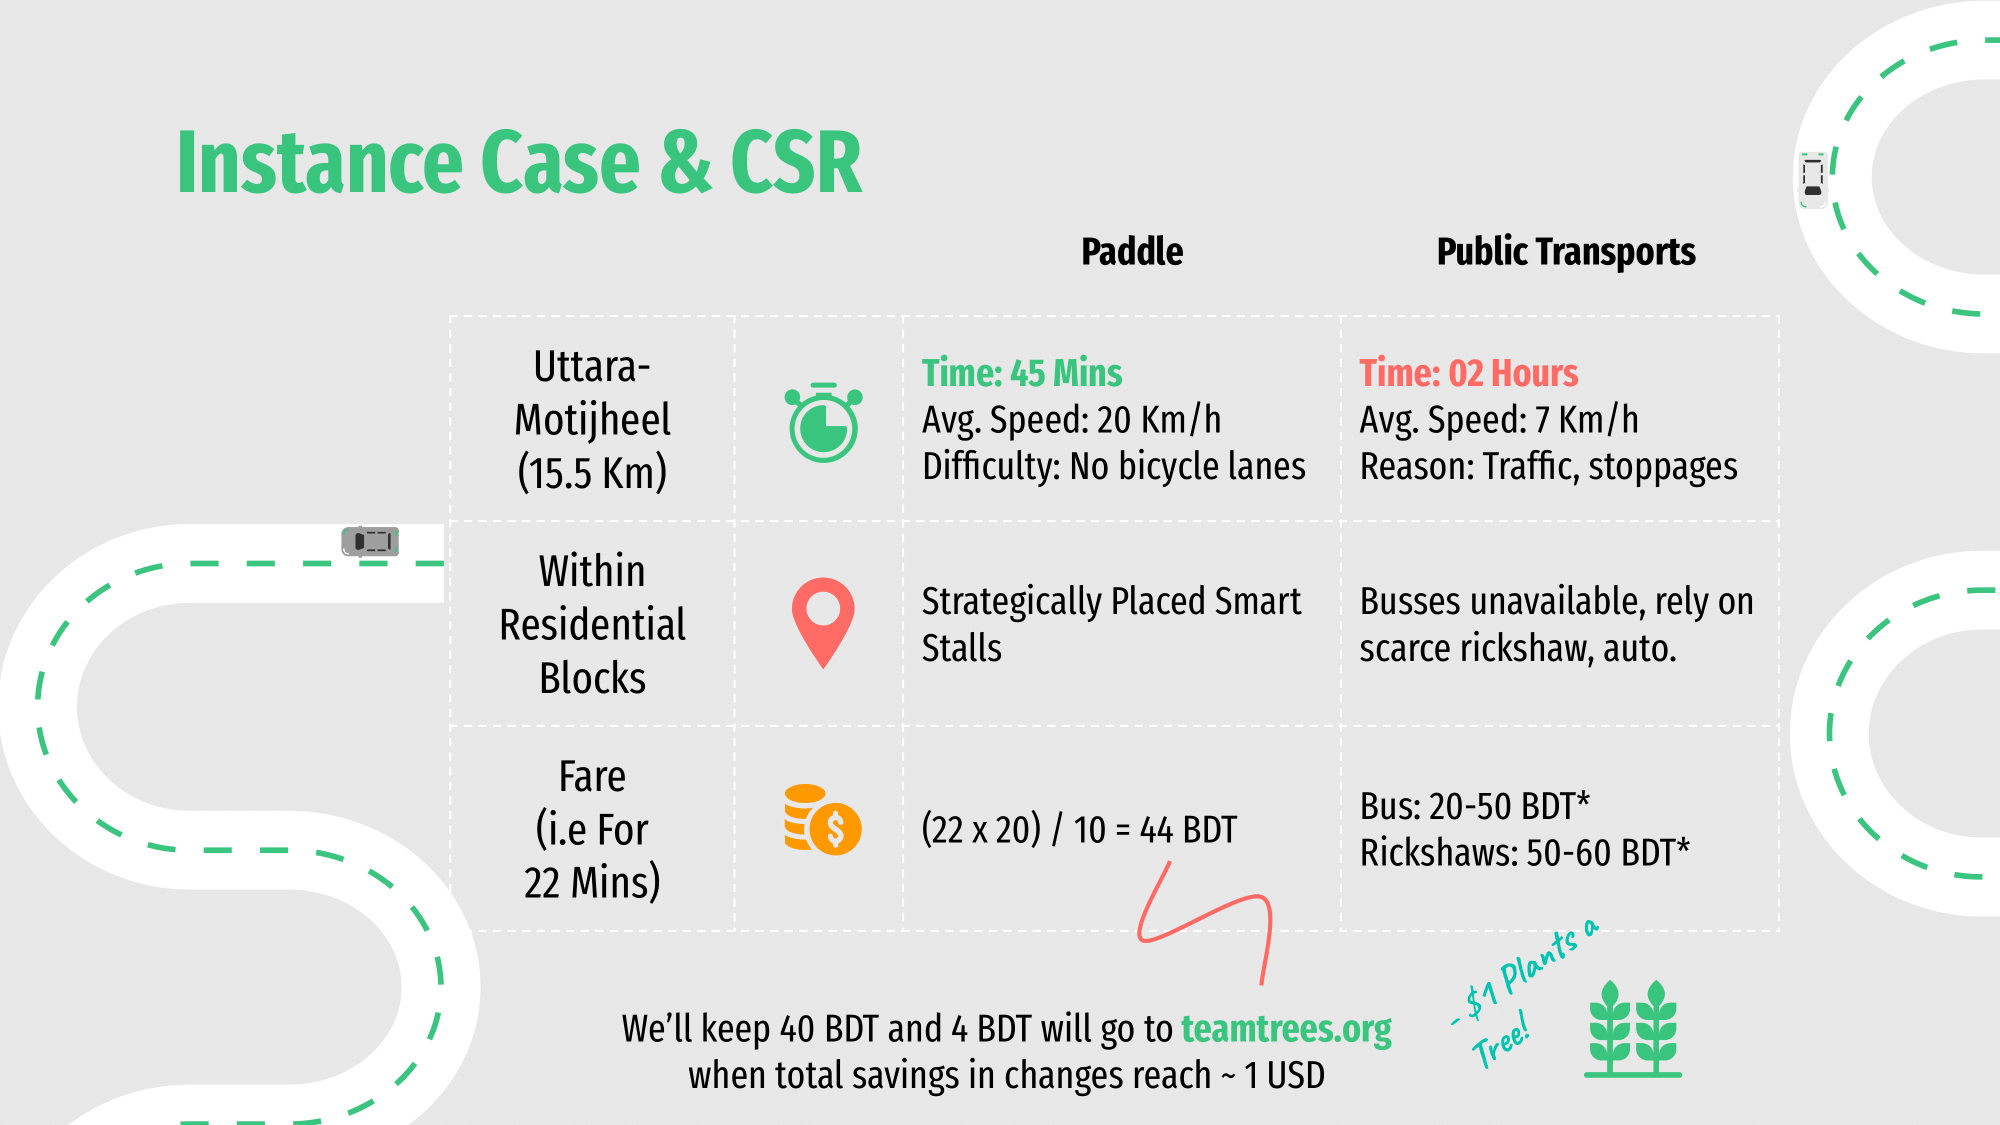 Instance Case & CSR
Paddle
Public Transports
Uttara-
Motijheel
(15.5 Km)
Time: 45 Mins
Avg. Speed: 20 Km/h
Difficulty: No bicycle lanes
Time: 02 Hours
Avg. Speed: 7 Km/h
Reason: Traffic, stoppages
Within
Residential
Blocks
Strategically Placed Smart
Stalls
Busses unavailable, rely on
scarce rickshaw, auto.
Fare
(i.e For
22 Mins)
$
(22 x 20) / 10 = 44 BDT
Bus: 20-50 BDT*
Rickshaws: 50-60 BDT*
We'll keep 40 BDT and 4 BDT will go to teamtrees.org
when total savings in changes reach ~ 1 USD
- $1 Plants a
Tree!